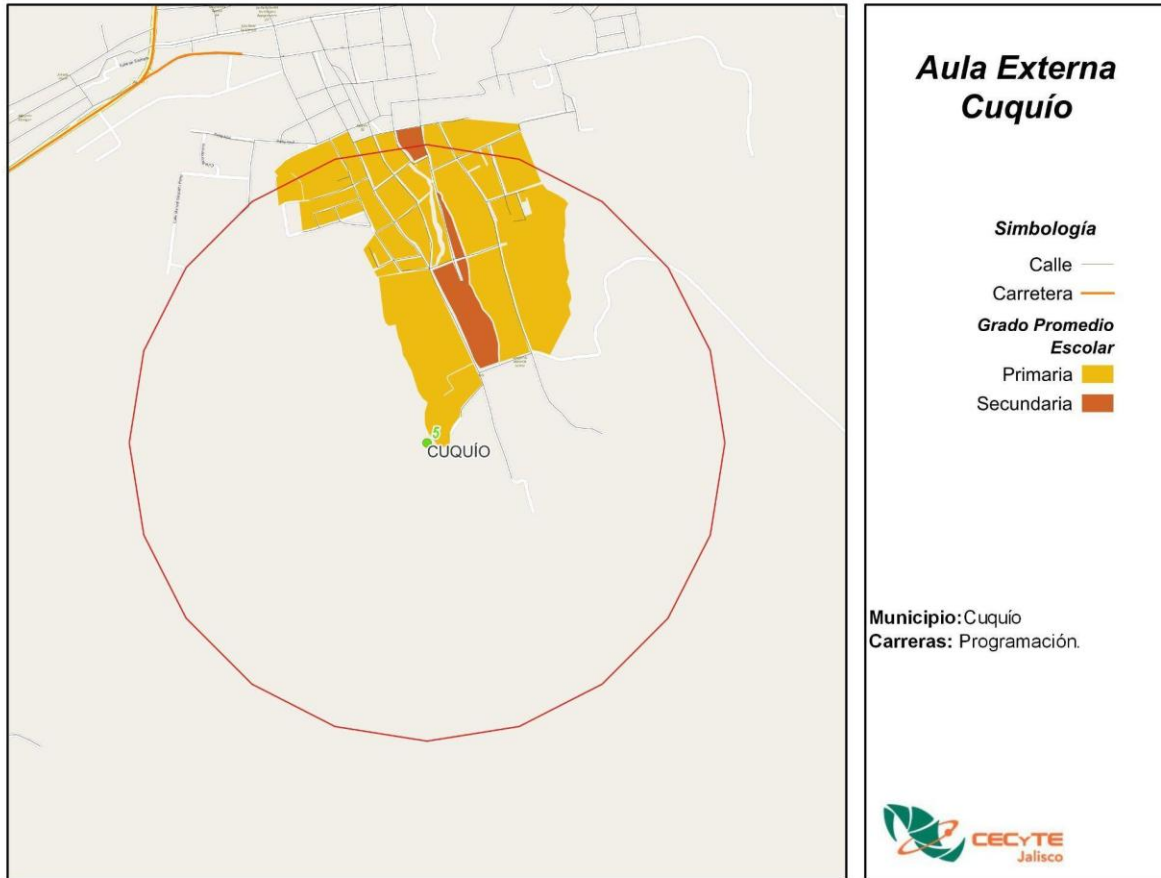 5
CUQUÍO
Aula Externa
Cuquío
Simbología
Calle
Carretera
Grado Promedio
Escolar
Primaria
Secundaria
Municipio:Cuquío
Carreras: Programación.
CECyTE
Jalisco